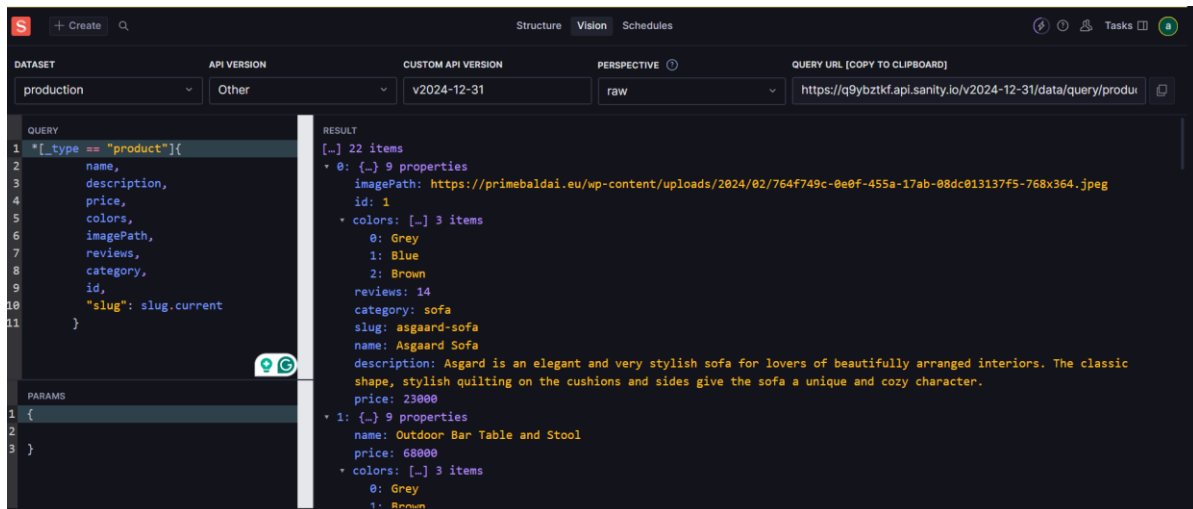 S + Create Structure Vision Schedules Tasks a
DATASET API VERSION CUSTOM API VERSION PERSPECTIVE QUERY URL [COPY TO CLIPBOARD]
production Other v2024-12-31 raw https://q9ybztkf.api.sanity.io/v2024-12-31/data/query/produc
QUERY
1 *[_type == "product"]{
2 name,
3 description,
4 price,
5 colors,
6 imagePath,
7 reviews,
8 category,
9 id,
10 "slug": slug.current
11 }
PARAMS
1 {
2
3 }
RESULT
[…] 22 items
0: {…} 9 properties
imagePath: https://primebaldai.eu/wp-content/uploads/2024/02/764f749c-0e0f-455a-17ab-08dc013137f5-768x364.jpeg
id: 1
colors: […] 3 items
0: Grey
1: Blue
2: Brown
reviews: 14
category: sofa
slug: asgaard-sofa
name: Asgaard Sofa
description: Asgard is an elegant and very stylish sofa for lovers of beautifully arranged interiors. The classic
shape, stylish quilting on the cushions and sides give the sofa a unique and cozy character.
price: 23000
1: {…} 9 properties
name: Outdoor Bar Table and Stool
price: 68000
colors: […] 3 items
0: Grey
1: Brown